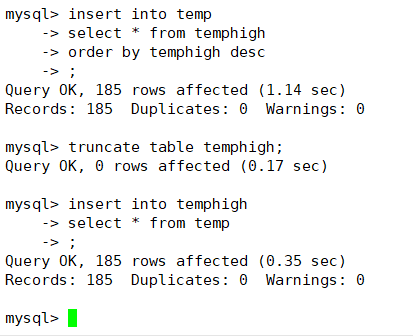 mysql> insert into temp
    -> select * from temphigh
    -> order by temphigh desc
    -> ;
Query OK, 185 rows affected (1.14 sec)
Records: 185  Duplicates: 0  Warnings: 0

mysql> truncate table temphigh;
Query OK, 0 rows affected (0.17 sec)

mysql> insert into temphigh
    -> select * from temp
    -> ;
Query OK, 185 rows affected (0.35 sec)
Records: 185  Duplicates: 0  Warnings: 0

mysql>